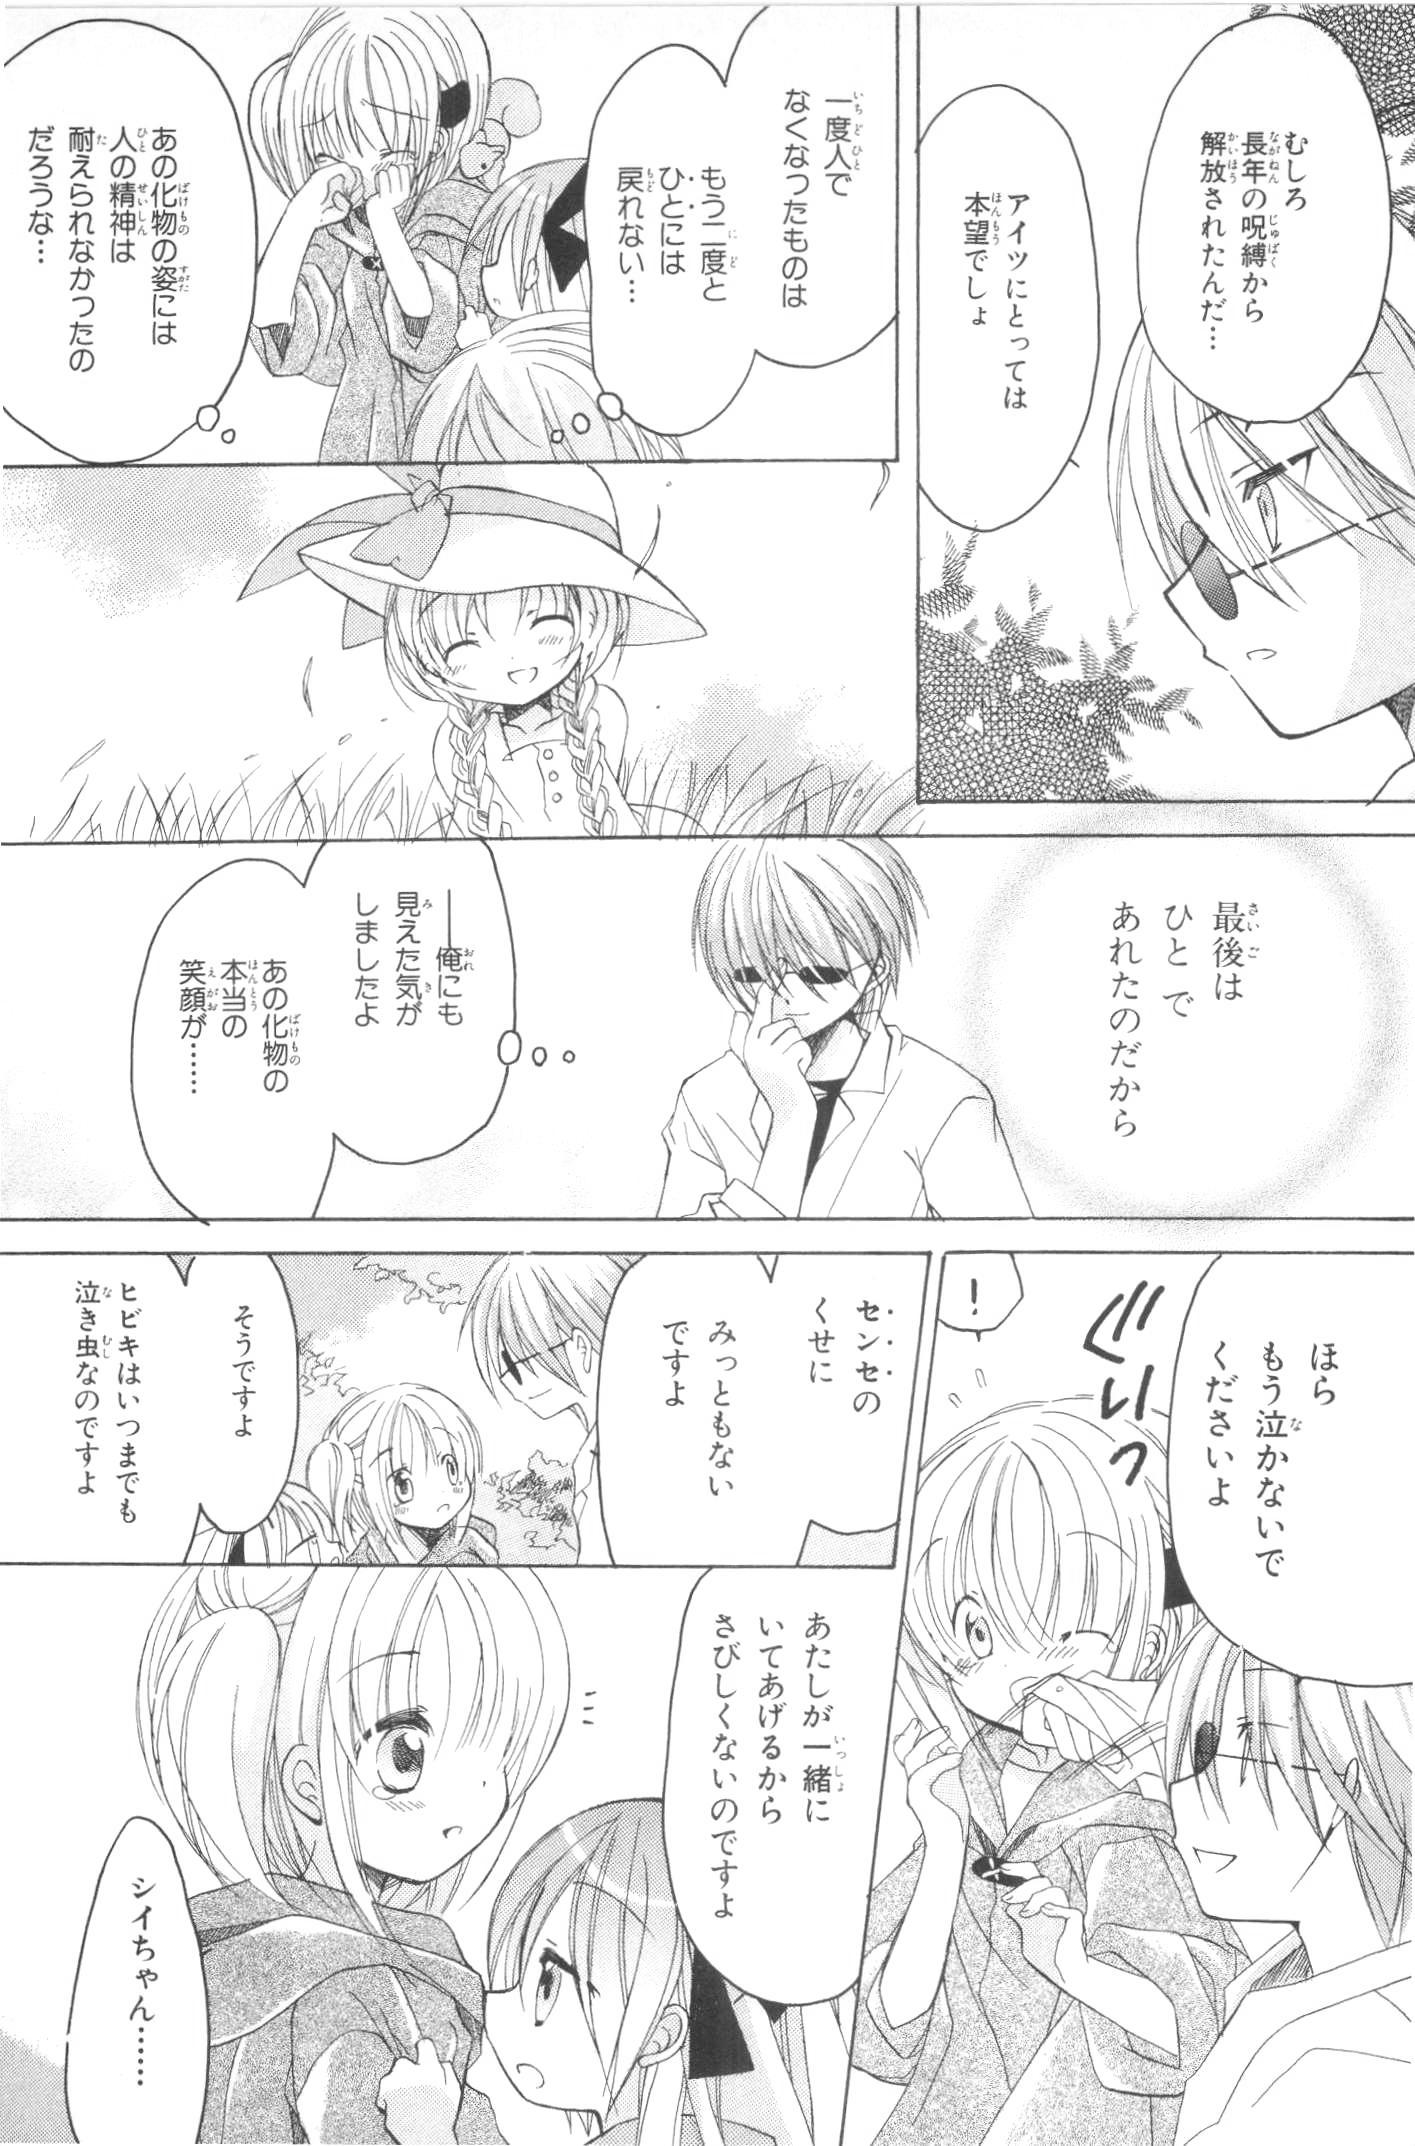 むしろ
長年の呪縛から
解放されたんだ…
アイツにとっては
本望でしょ
一度人で
なくなったものは
もう二度と
ひとには
戻れない…
あの化物の姿には
人の精神は
耐えられなかったの
だろうな…
最後は
ひとで
あれたのだから
──俺にも
見えた気が
しましたよ
あの化物の
本当の
笑顔が……
ほら
もう泣かないで
くださいよ
ぐいっ
！
センセの
くせに
みっともない
ですよ
そうですよ
ヒビキはいつまでも
泣き虫なのですよ
あたしが一緒に
いてあげるから
さびしくないのですよ
シイちゃん……